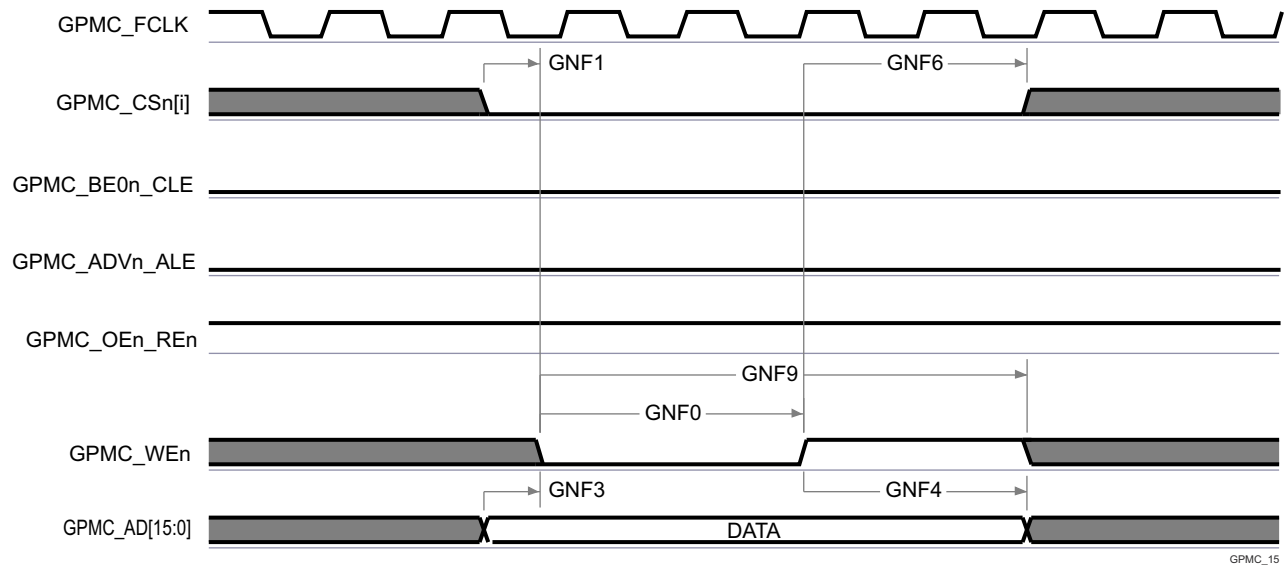 GPMC_FCLK
GNF1
GNF6
GPMC_CSn[i]
GPMC_BE0n_CLE
GPMC_ADVn_ALE
GPMC_OEn_REn
GNF9
GNF0
GPMC_WEn
GNF3
GNF4
GPMC_AD[15:0]
DATA
GPMC_15